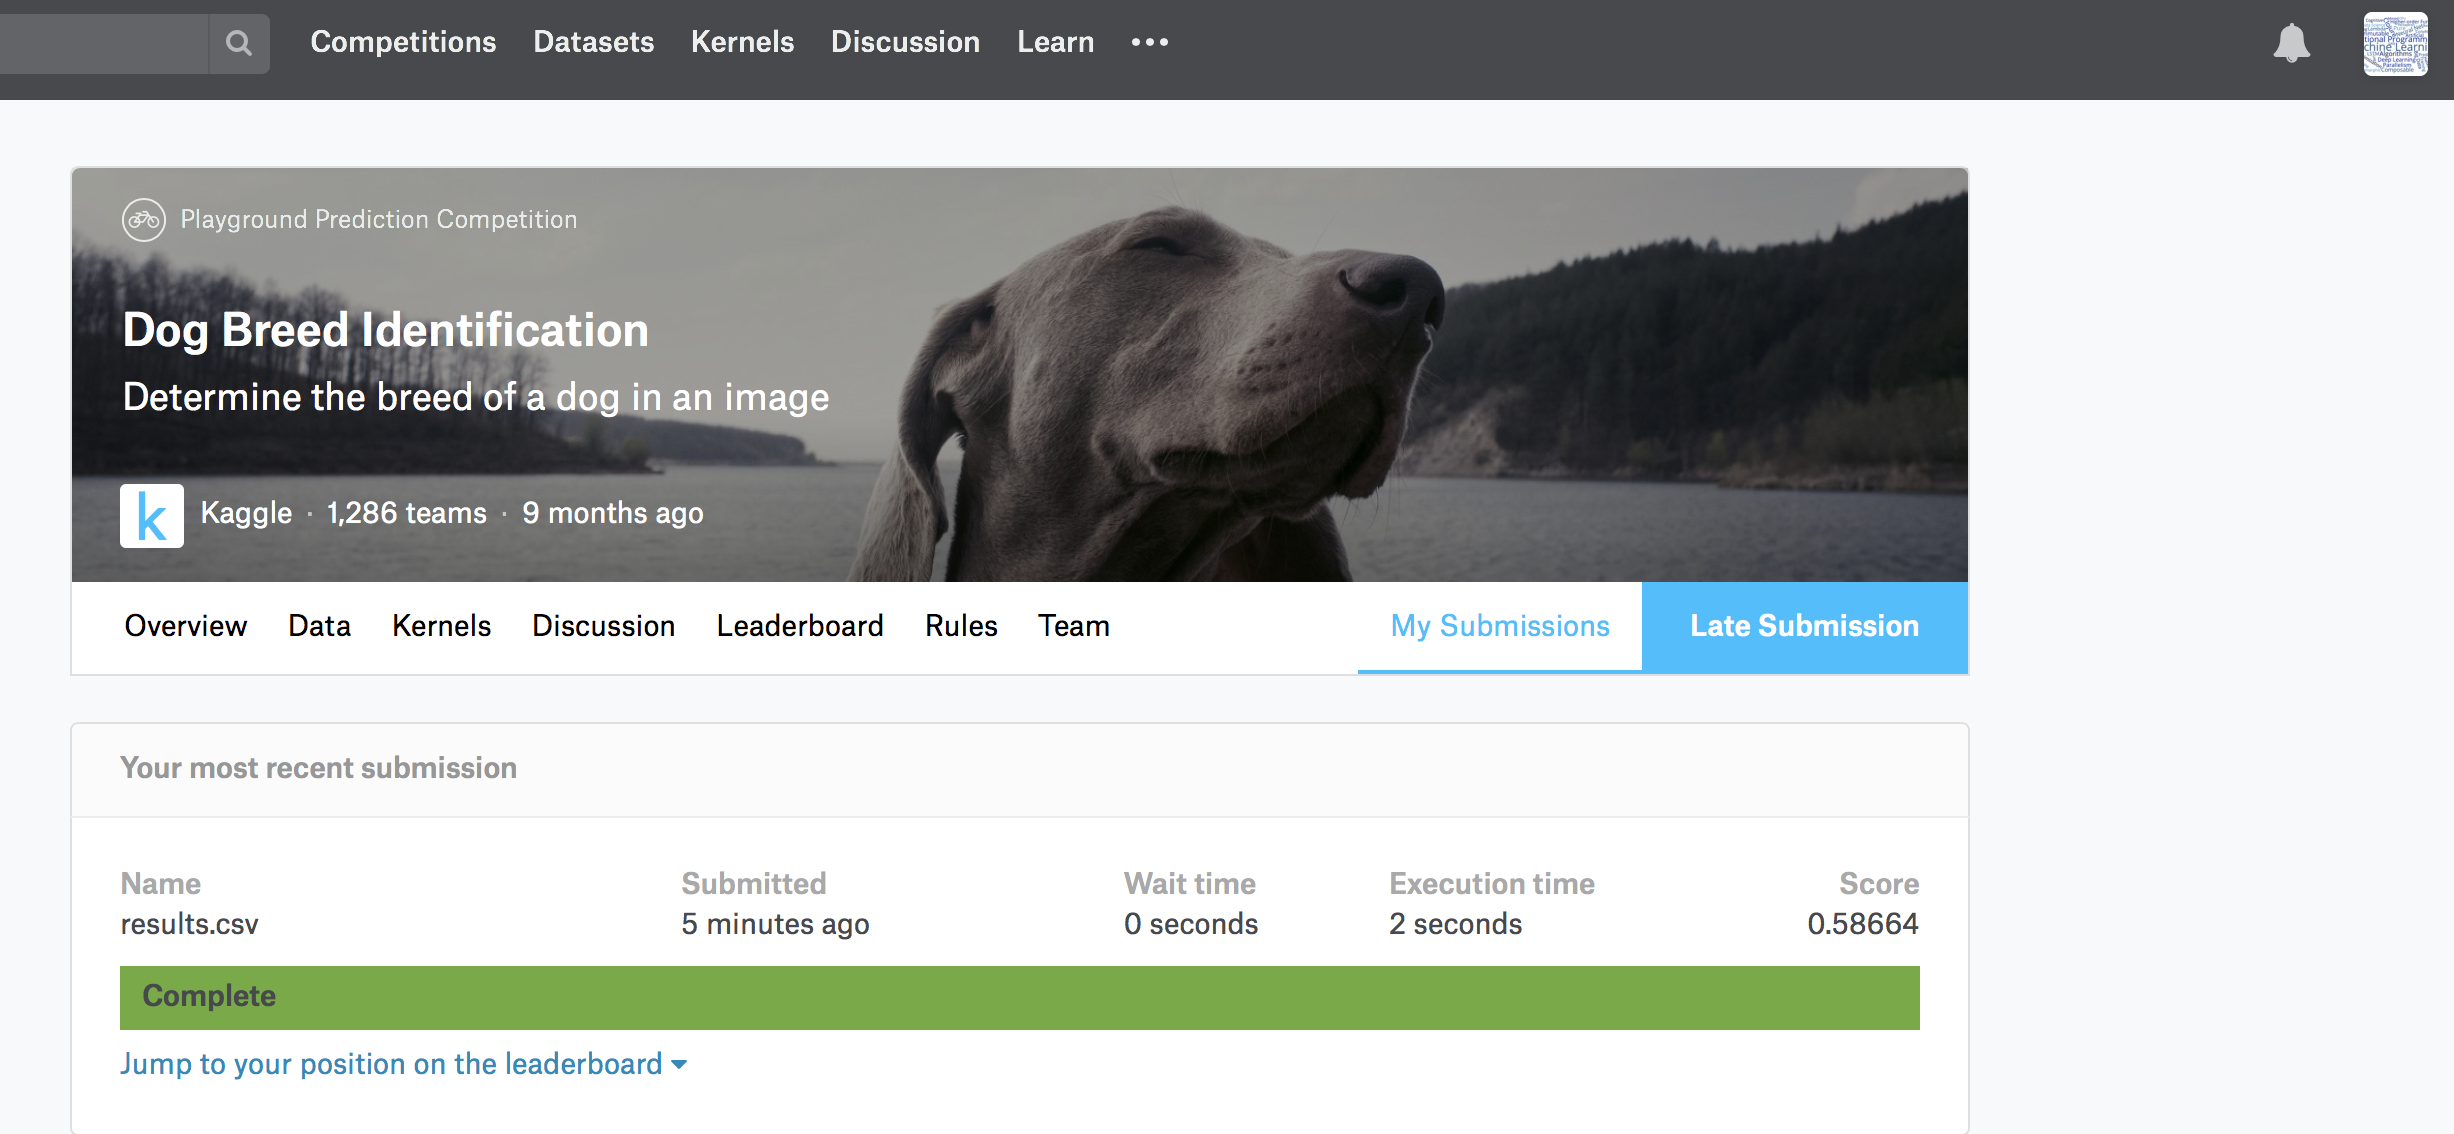 Competitions Datasets Kernels Discussion Learn •••
Playground Prediction Competition
Dog Breed Identification
Determine the breed of a dog in an image
k Kaggle · 1,286 teams · 9 months ago
Overview Data Kernels Discussion Leaderboard Rules Team My Submissions Late Submission
Your most recent submission
Name Submitted Wait time Execution time Score
results.csv 5 minutes ago 0 seconds 2 seconds 0.58664
Complete
Jump to your position on the leaderboard